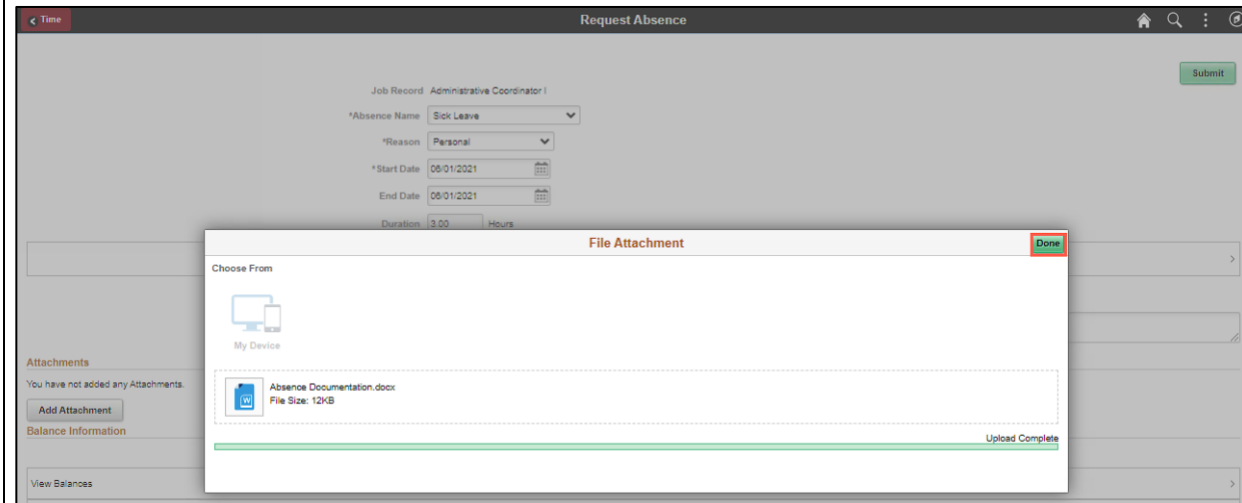 Time
Request Absence
Submit
Job Record Administrative Coordinator I
*Absence Name Sick Leave
*Reason Personal
*Start Date 06/01/2021
End Date 06/01/2021
Duration 3.00 Hours
File Attachment
Done
Choose From
My Device
Absence Documentation.docx
File Size: 12KB
Upload Complete
Attachments
You have not added any Attachments.
Add Attachment
Balance Information
View Balances